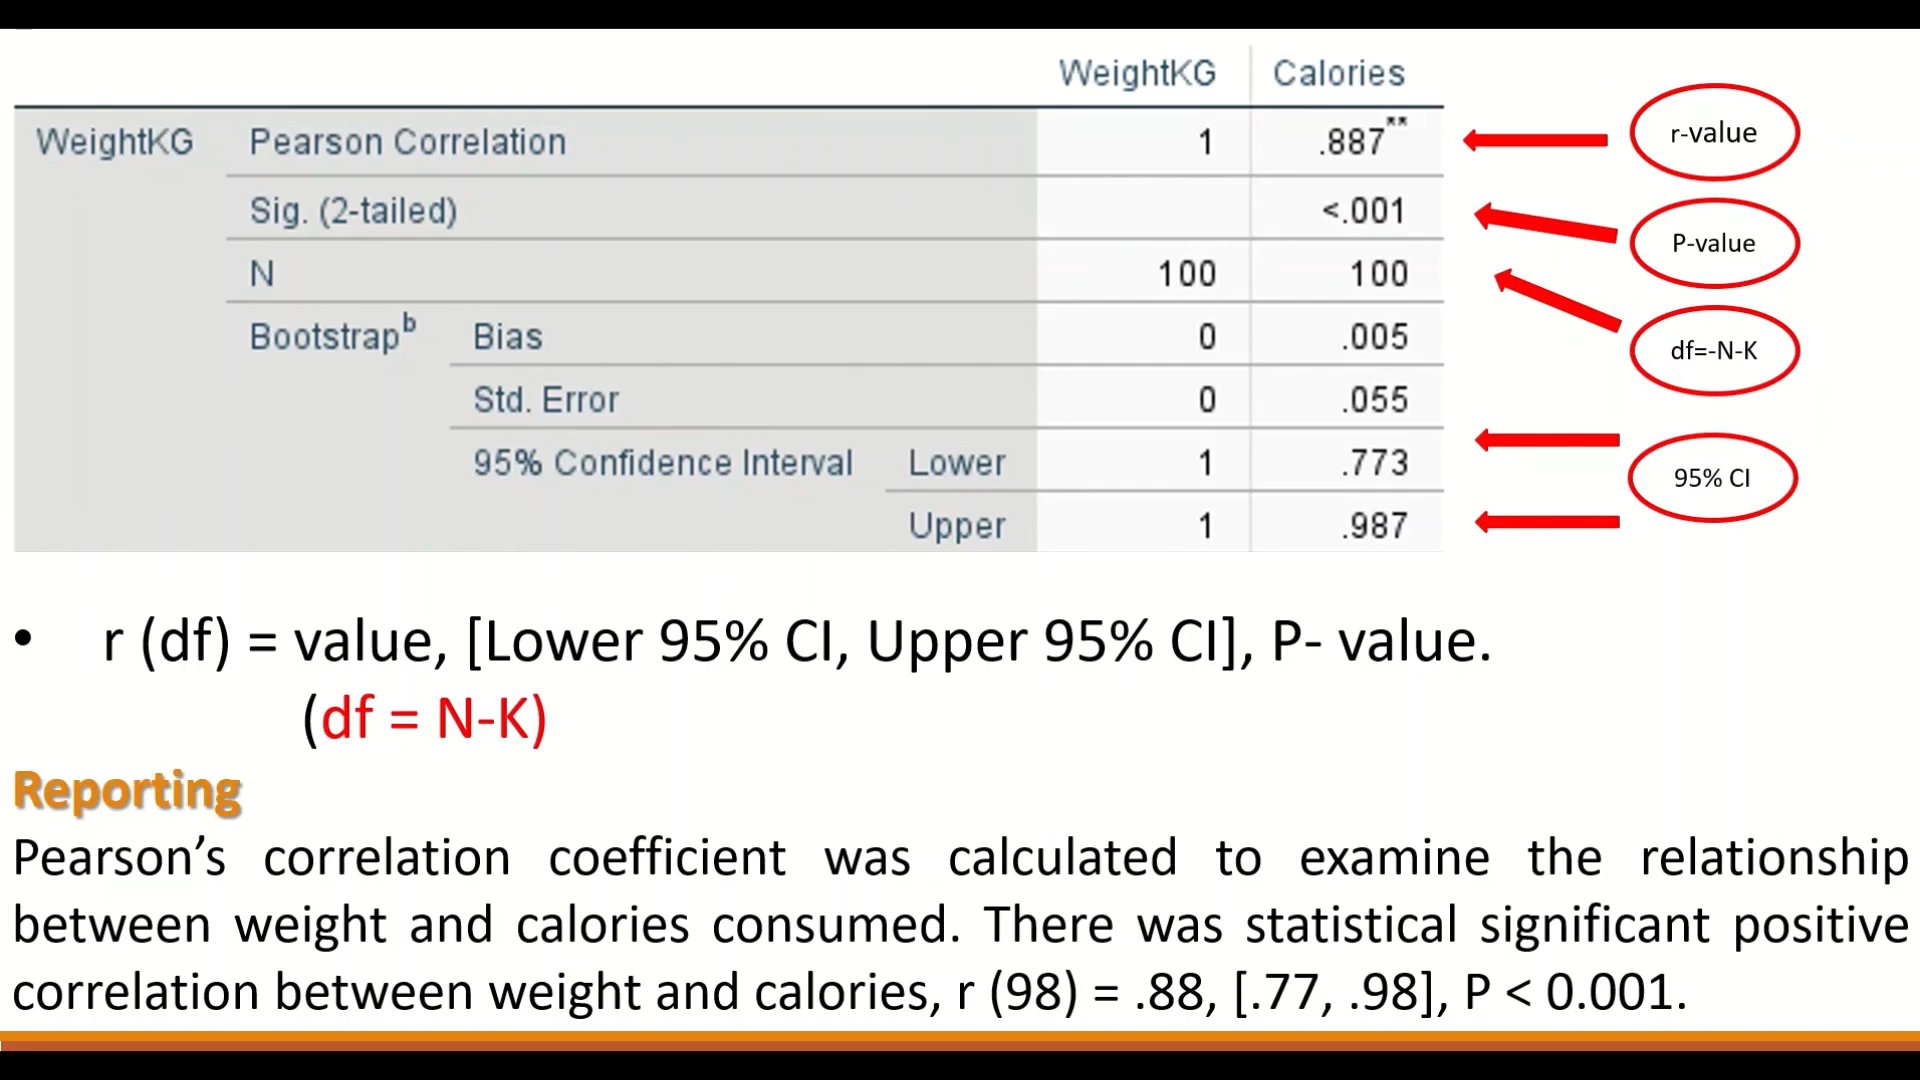 WeightKG Calories
WeightKG Pearson Correlation 1 .887** r-value
Sig. (2-tailed) <.001 P-value
N 100 100
Bootstrapb Bias 0 .005 df=-N-K
Std. Error 0 .055
95% Confidence Interval Lower 1 .773 95% CI
Upper 1 .987
• r (df) = value, [Lower 95% CI, Upper 95% CI], P- value.
(df = N-K)
Reporting
Pearson’s correlation coefficient was calculated to examine the relationship
between weight and calories consumed. There was statistical significant positive
correlation between weight and calories, r (98) = .88, [.77, .98], P < 0.001.